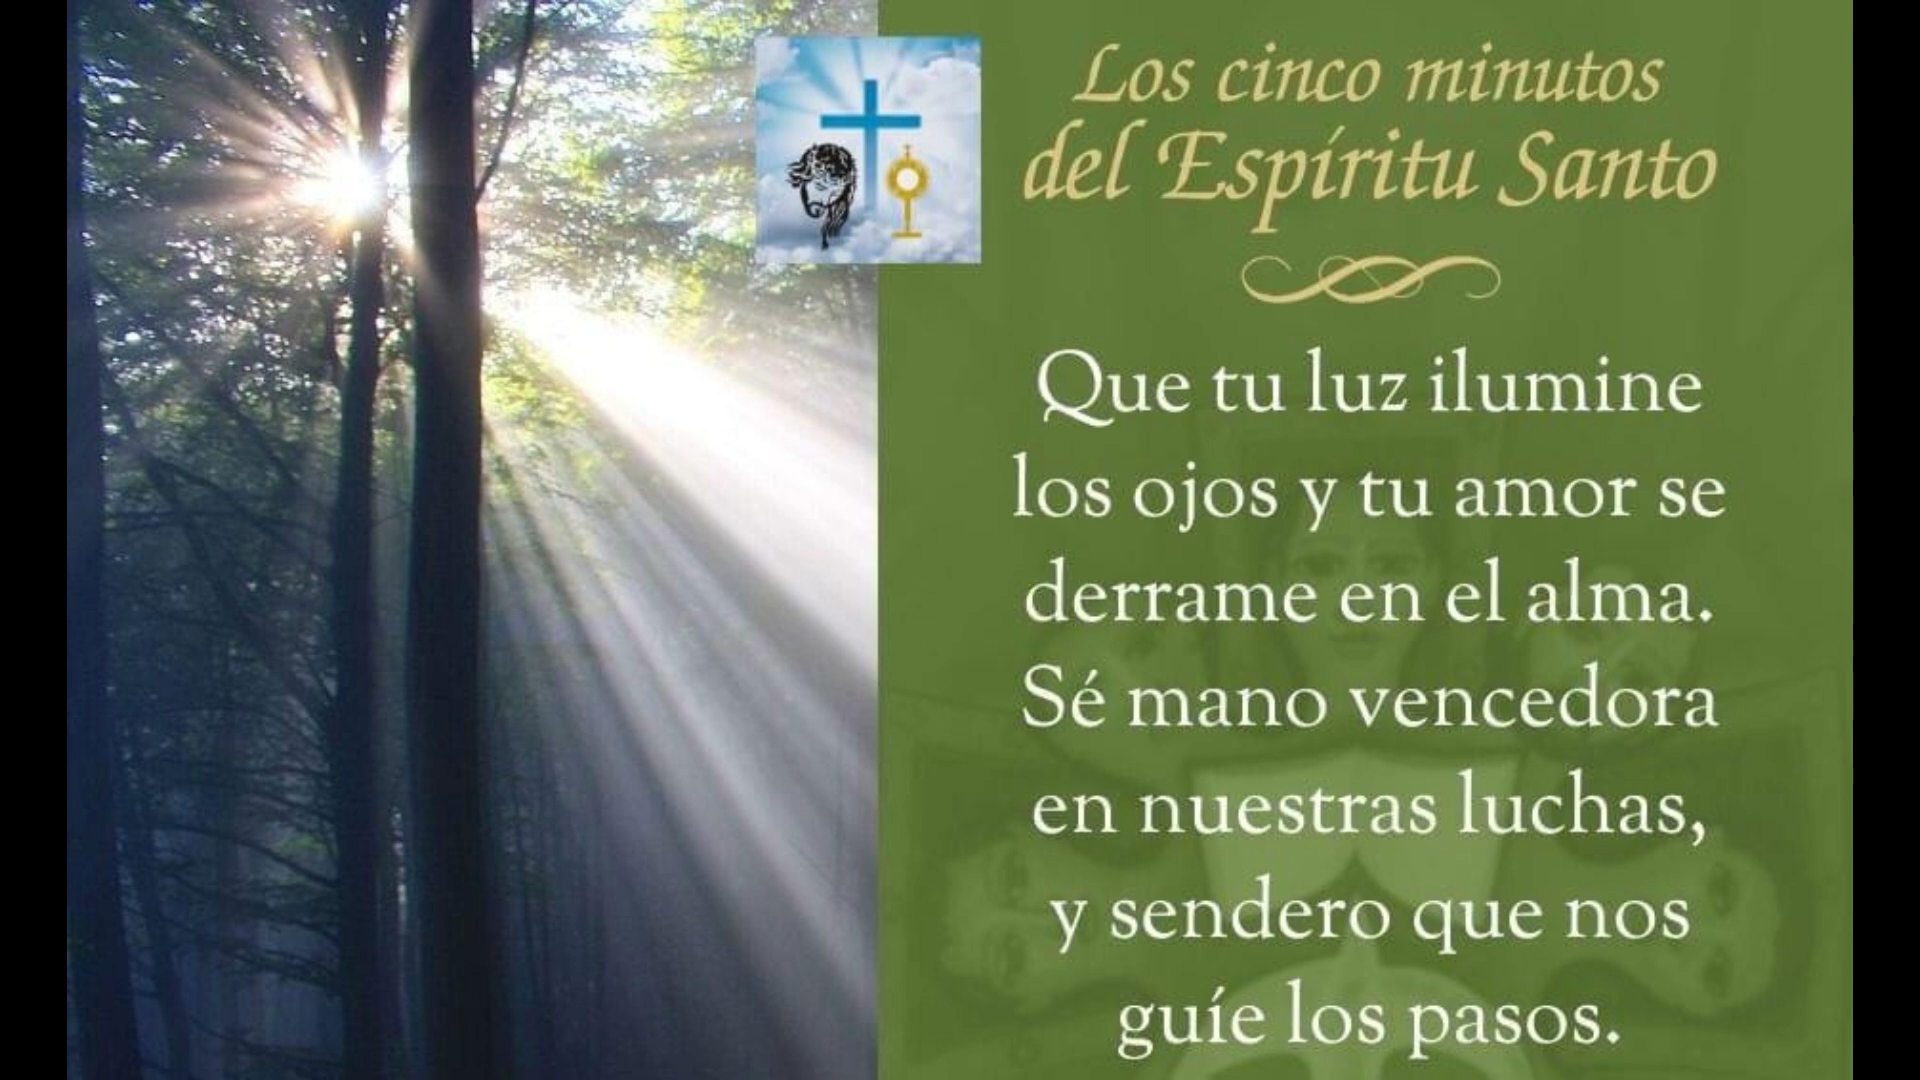 Los cinco minutos
del Espíritu Santo
Que tu luz ilumine
los ojos y tu amor se
derrame en el alma.
Sé mano vencedora
en nuestras luchas,
y sendero que nos
guíe los pasos.